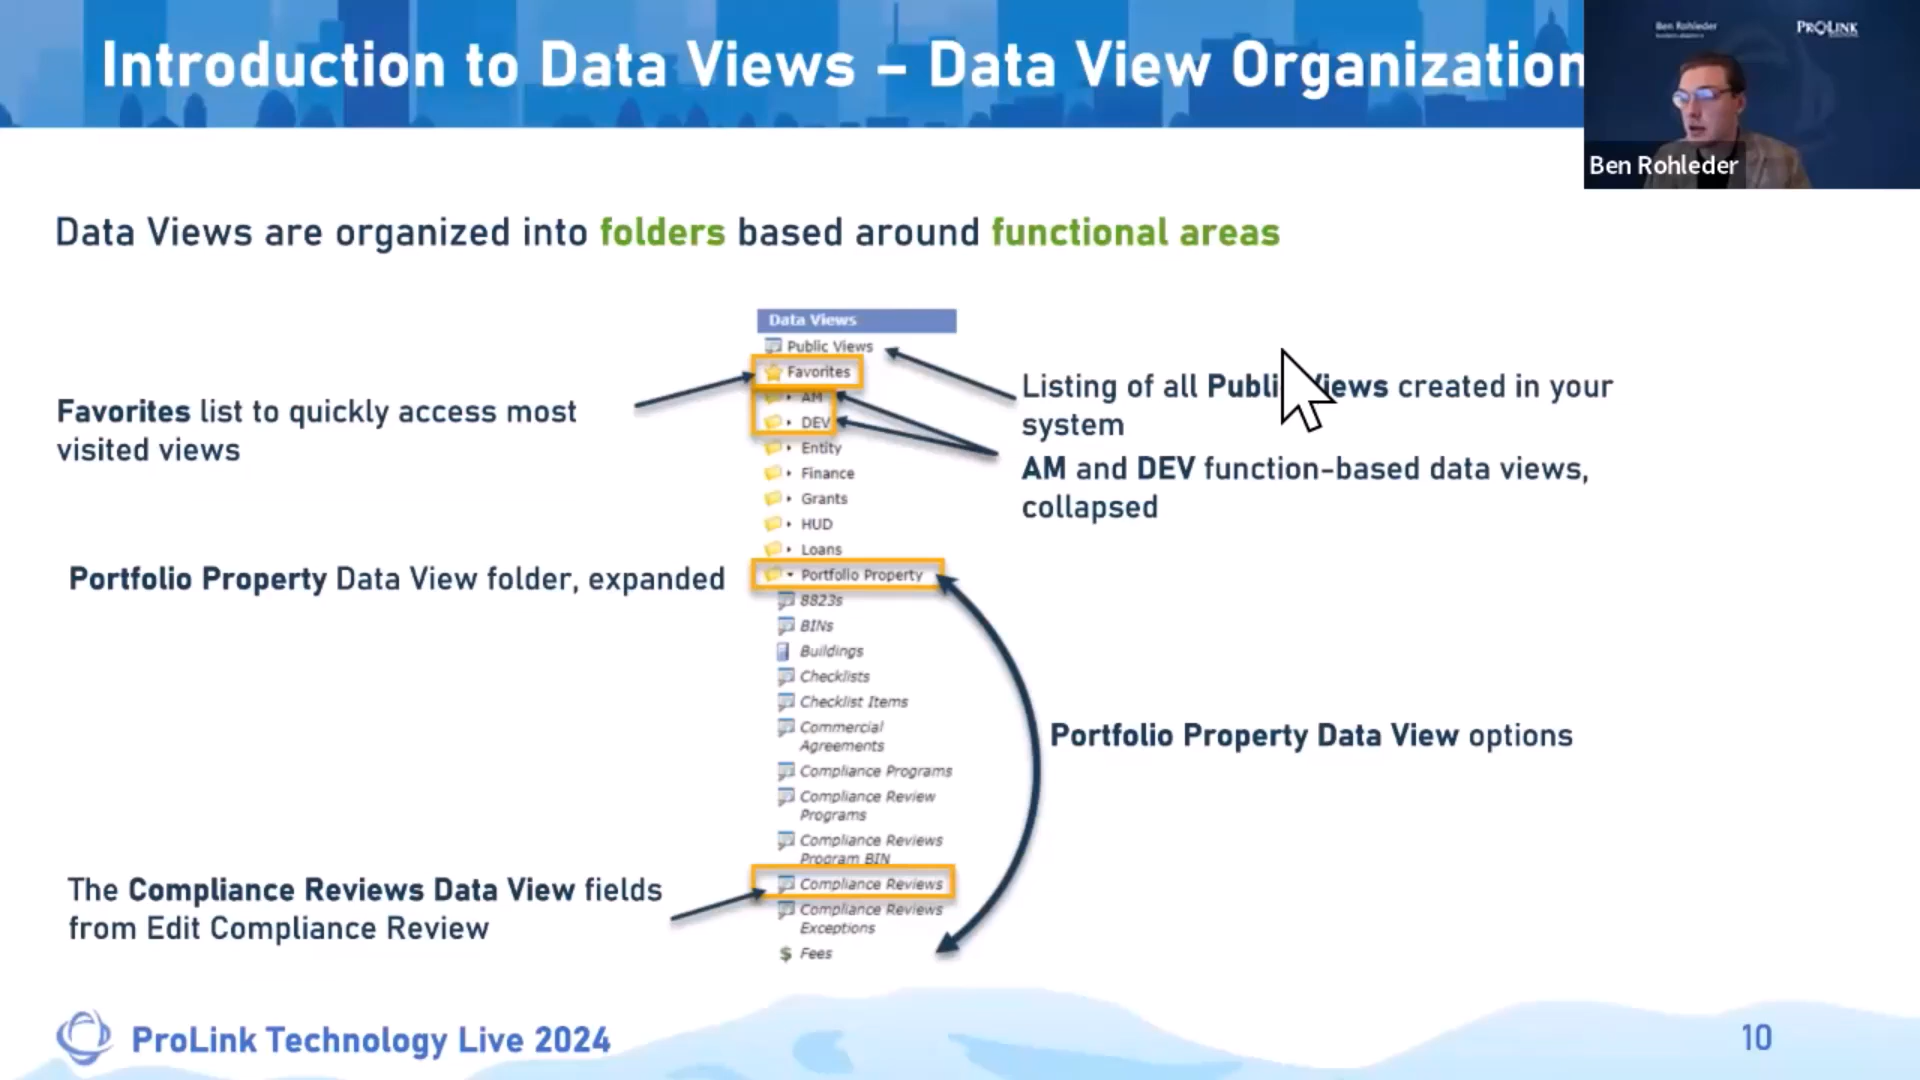 Introduction to Data Views – Data View Organization
Ben Rohleder
PROLINK
Ben Rohleder
Data Views are organized into folders based around functional areas
Data Views
Public Views
Favorites
AM
DEV
Entity
Finance
Grants
HUD
Loans
Portfolio Property
8823s
BINs
Buildings
Checklists
Checklist Items
Commercial
Agreements
Compliance Programs
Compliance Review
Programs
Compliance Reviews
Program BIN
Compliance Reviews
Compliance Reviews
Exceptions
$ Fees
Favorites list to quickly access most
visited views
Portfolio Property Data View folder, expanded
The Compliance Reviews Data View fields
from Edit Compliance Review
Listing of all Public Views created in your
system
AM and DEV function-based data views,
collapsed
Portfolio Property Data View options
ProLink Technology Live 2024
10